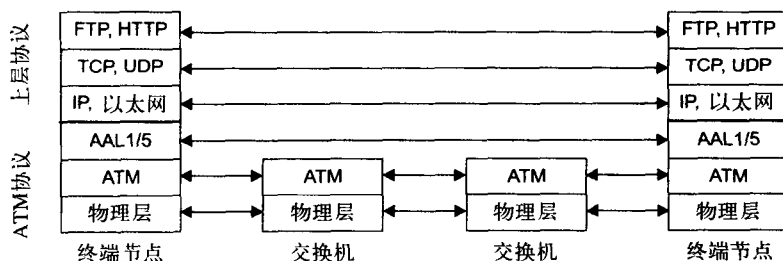 上层协议
FTP, HTTP FTP, HTTP
TCP, UDP TCP, UDP
IP, 以太网 IP, 以太网
AAL1/5 AAL1/5
ATM协议
ATM ATM ATM ATM
物理层 物理层 物理层 物理层
终端节点 交换机 交换机 终端节点